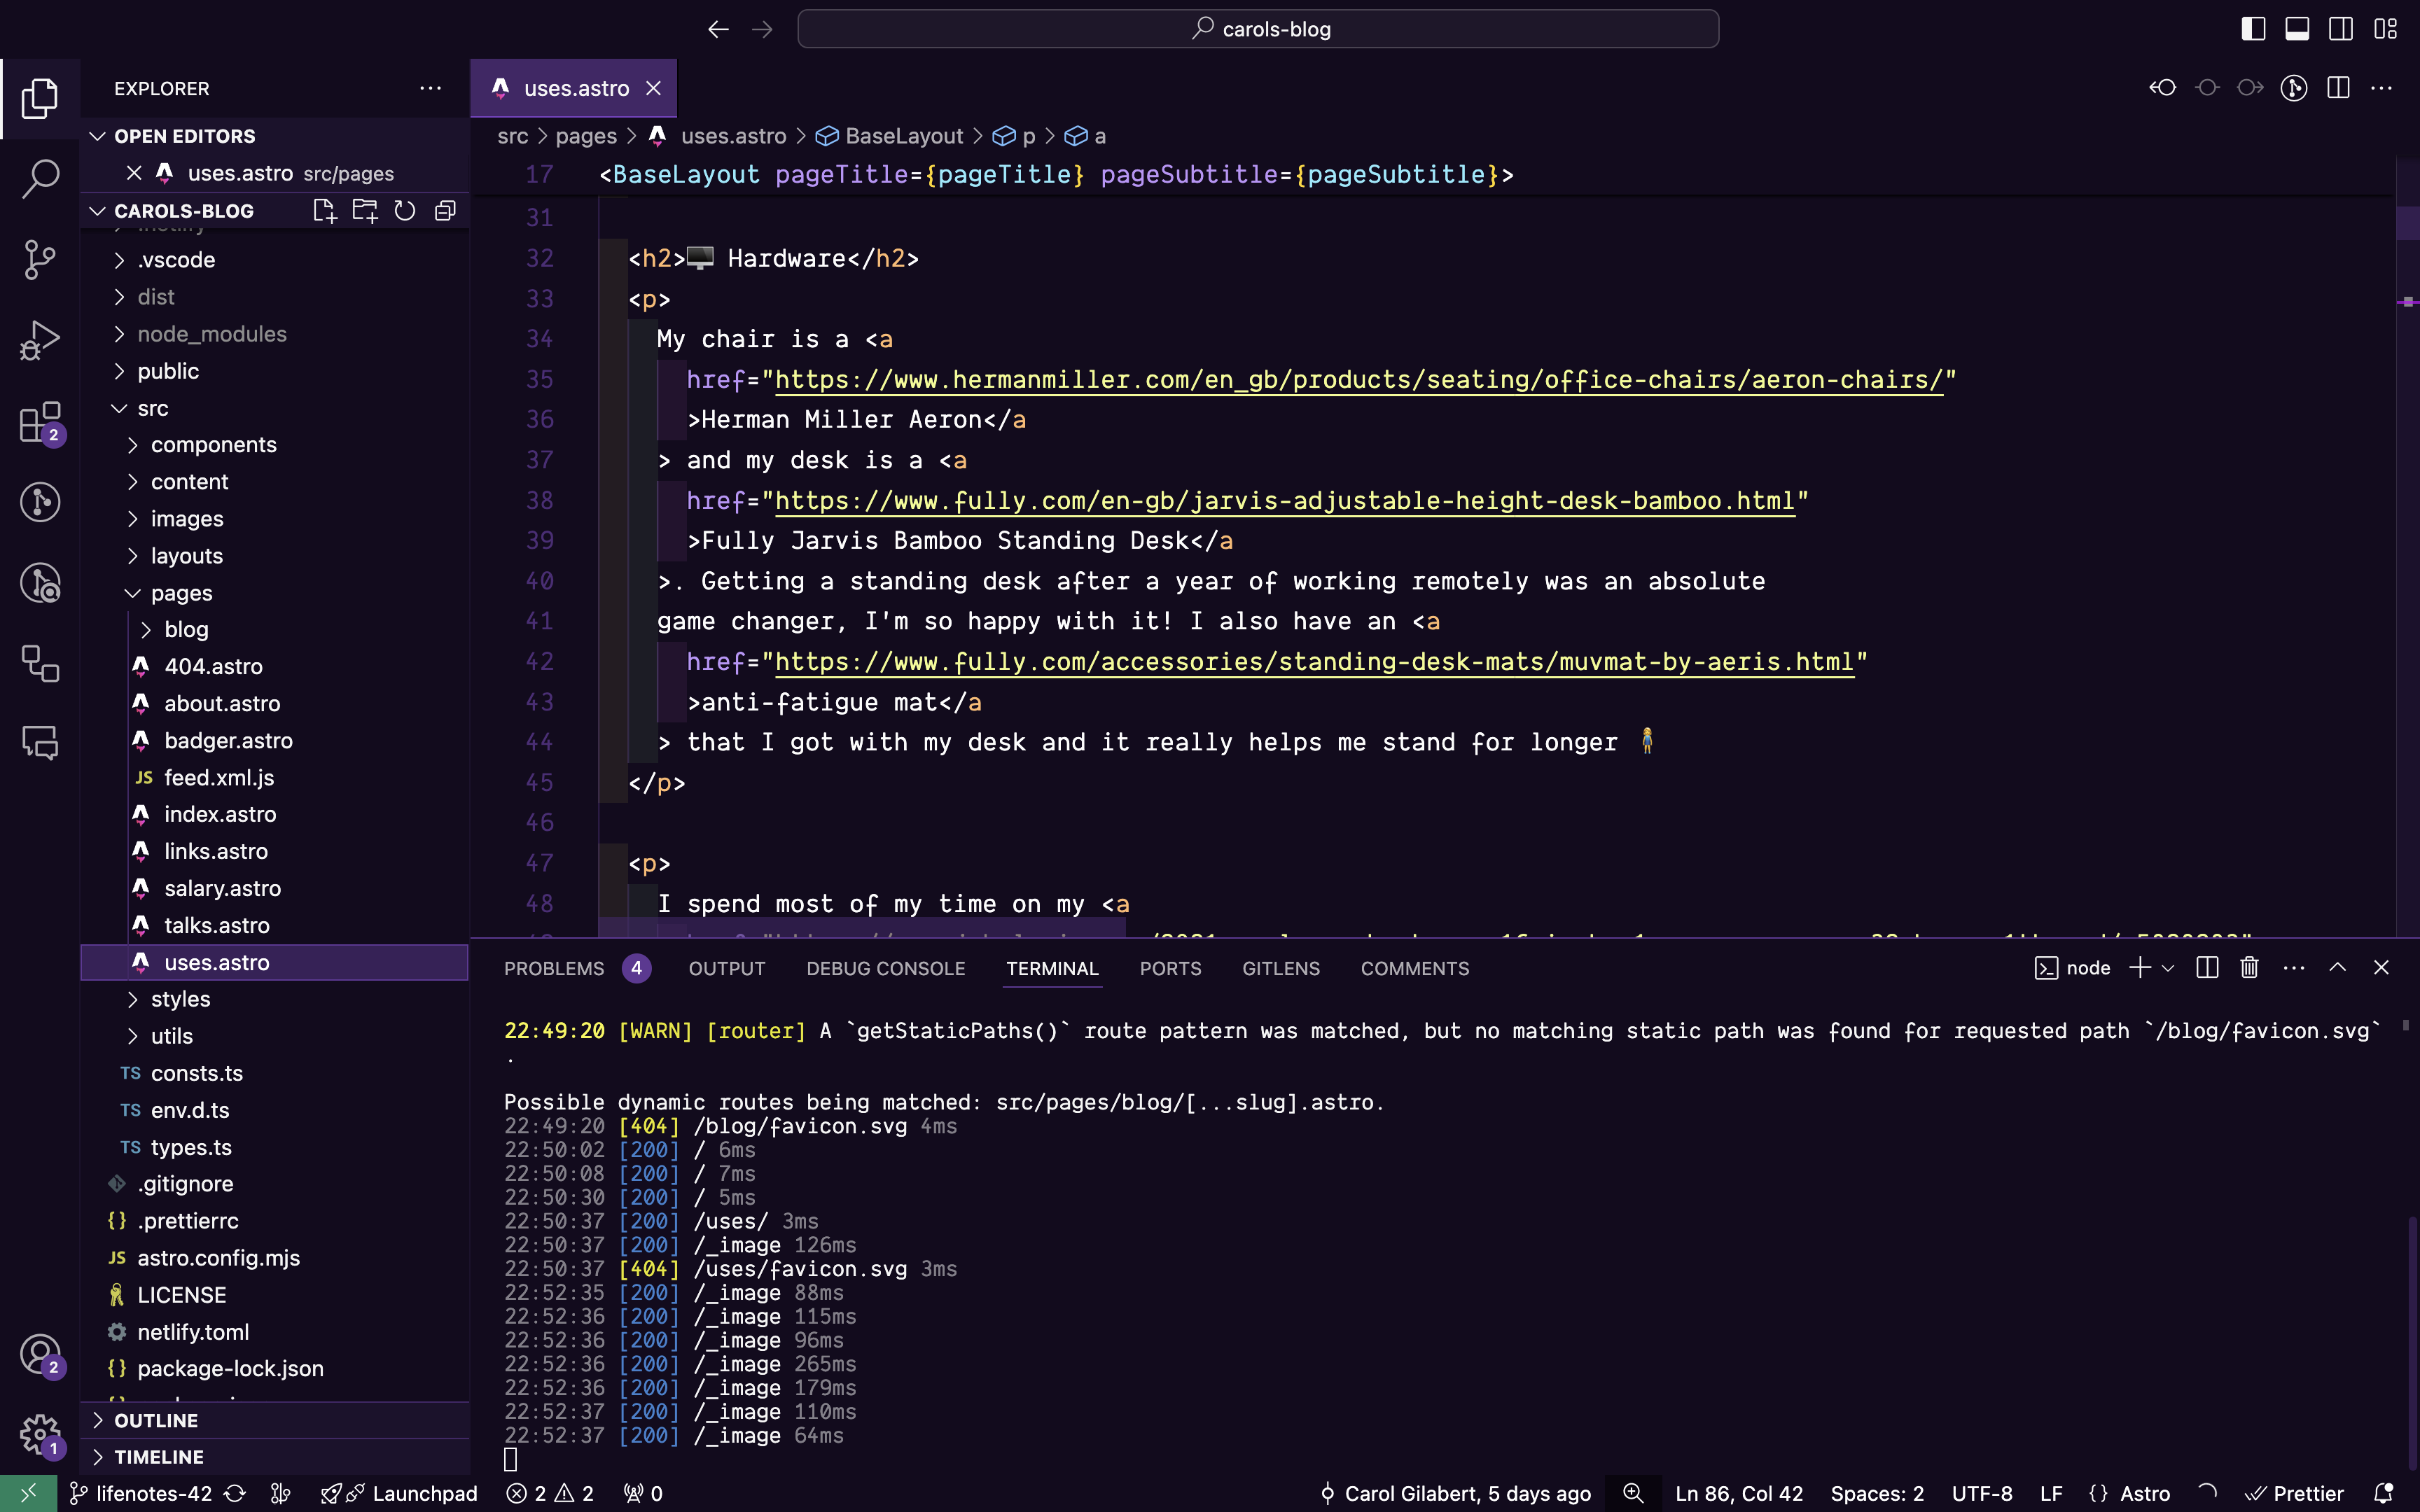 carols-blog
EXPLORER
OPEN EDITORS
uses.astro src/pages
CAROLS-BLOG
.vscode
dist
node_modules
public
src
components
content
images
layouts
pages
blog
404.astro
about.astro
badger.astro
JS feed.xml.js
index.astro
links.astro
salary.astro
talks.astro
uses.astro
styles
utils
TS consts.ts
TS env.d.ts
TS types.ts
.gitignore
{} .prettierrc
JS astro.config.mjs
LICENSE
netlify.toml
{} package-lock.json
OUTLINE
TIMELINE
2
2
1
uses.astro
src > pages > uses.astro > BaseLayout > p > a
17 <BaseLayout pageTitle={pageTitle} pageSubtitle={pageSubtitle}>
31
32 <h2>🖥️ Hardware</h2>
33 <p>
34 My chair is a <a
35 href="https://www.hermanmiller.com/en_gb/products/seating/office-chairs/aeron-chairs/"
36 >Herman Miller Aeron</a
37 > and my desk is a <a
38 href="https://www.fully.com/en-gb/jarvis-adjustable-height-desk-bamboo.html"
39 >Fully Jarvis Bamboo Standing Desk</a
40 >. Getting a standing desk after a year of working remotely was an absolute
41 game changer, I'm so happy with it! I also have an <a
42 href="https://www.fully.com/accessories/standing-desk-mats/muvmat-by-aeris.html"
43 >anti-fatigue mat</a
44 > that I got with my desk and it really helps me stand for longer 🧍‍♀️
45 </p>
46
47 <p>
48 I spend most of my time on my <a
PROBLEMS 4 OUTPUT DEBUG CONSOLE TERMINAL PORTS GITLENS COMMENTS node
22:49:20 [WARN] [router] A `getStaticPaths()` route pattern was matched, but no matching static path was found for requested path `/blog/favicon.svg`
.
Possible dynamic routes being matched: src/pages/blog/[...slug].astro.
22:49:20 [404] /blog/favicon.svg 4ms
22:50:02 [200] / 6ms
22:50:08 [200] / 7ms
22:50:30 [200] / 5ms
22:50:37 [200] /uses/ 3ms
22:50:37 [200] /_image 126ms
22:50:37 [404] /uses/favicon.svg 3ms
22:52:35 [200] /_image 88ms
22:52:36 [200] /_image 115ms
22:52:36 [200] /_image 96ms
22:52:36 [200] /_image 265ms
22:52:36 [200] /_image 179ms
22:52:37 [200] /_image 110ms
22:52:37 [200] /_image 64ms
lifenotes-42 Launchpad 2 2 0 Carol Gilabert, 5 days ago Ln 86, Col 42 Spaces: 2 UTF-8 LF {} Astro Prettier